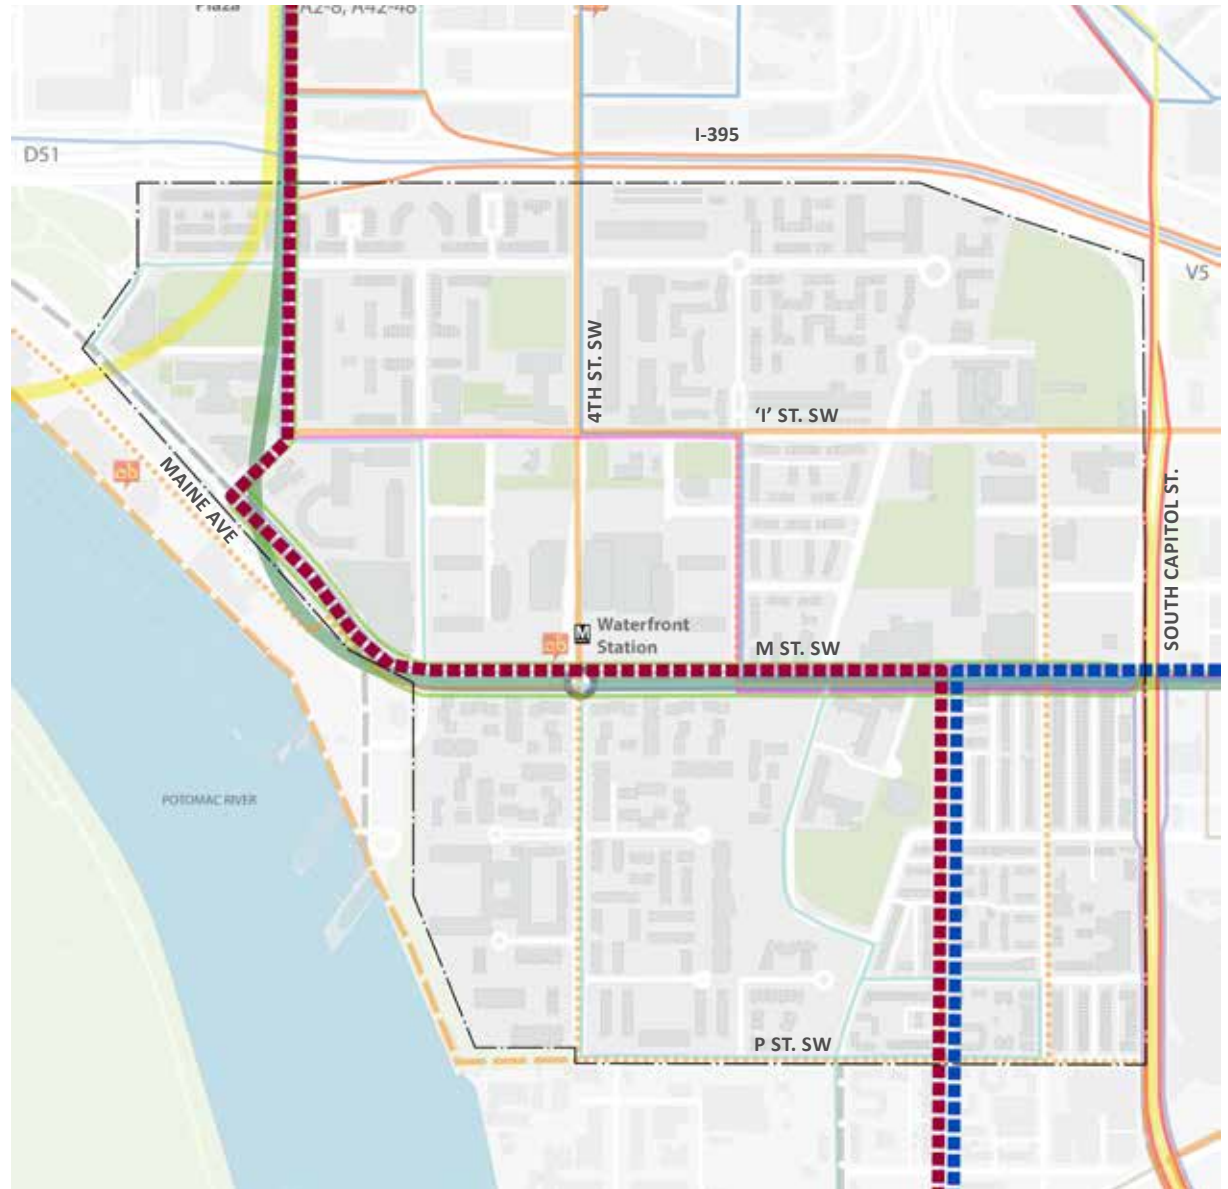 Plaza
A2-8, A42-48
I-395
D51
V5
4TH ST. SW
'I' ST. SW
MAINE AVE
SOUTH CAPITOL ST.
M
Waterfront
Station
M ST. SW
POTOMAC RIVER
P ST. SW